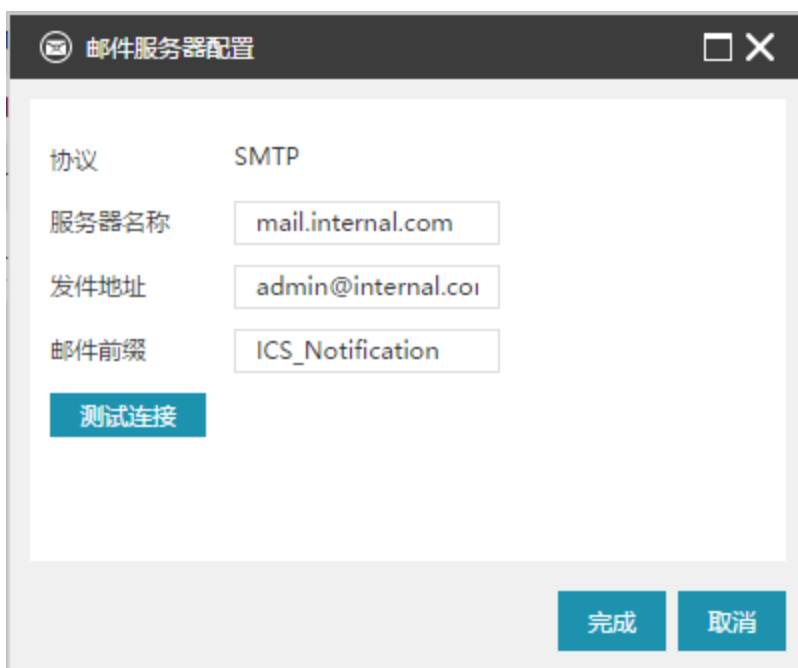 邮件服务器配置
协议 SMTP
服务器名称 mail.internal.com
发件地址 admin@internal.co
邮件前缀 ICS_Notification
测试连接
完成 取消